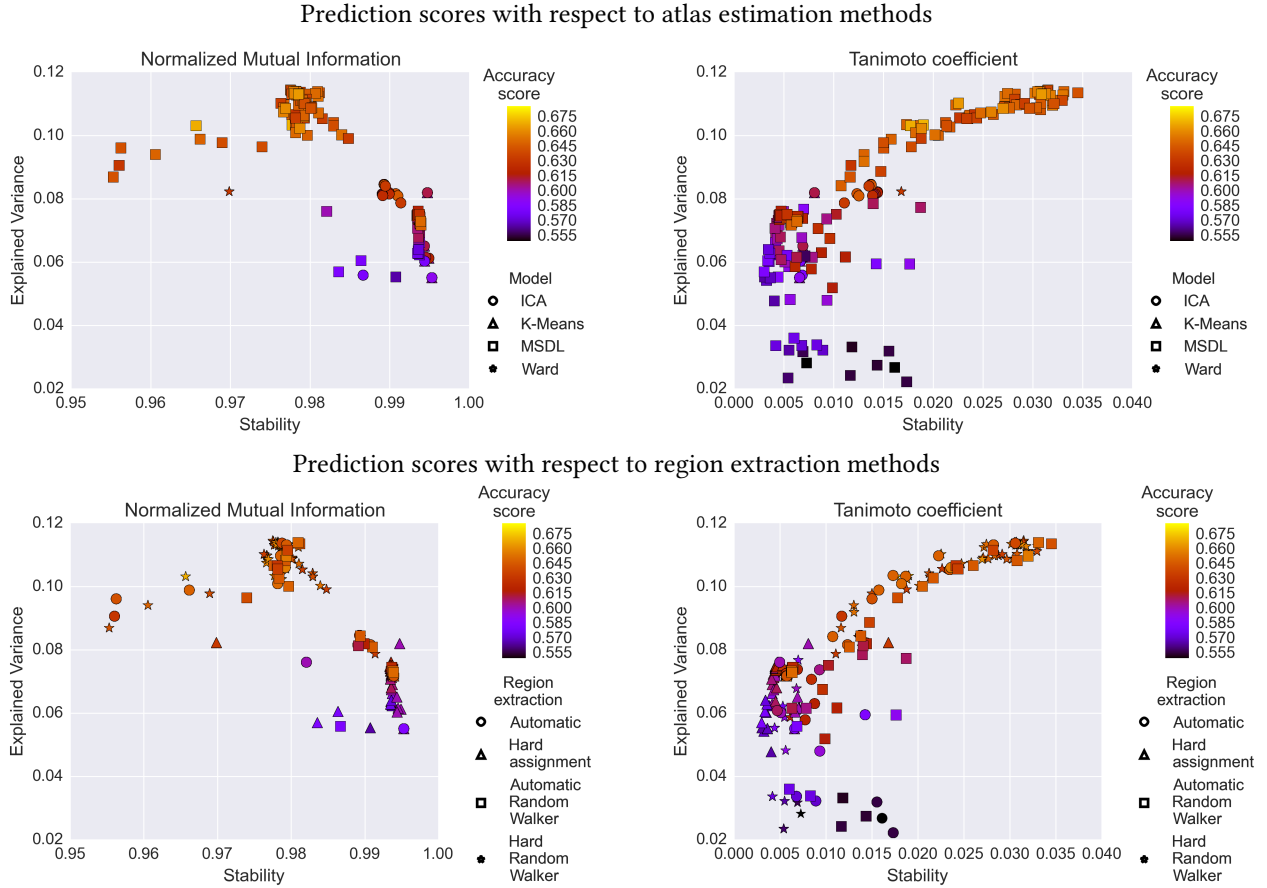 Prediction scores with respect to atlas estimation methods
Normalized Mutual Information
Explained Variance
0.12
0.10
0.08
0.06
0.04
0.02
0.95 0.96 0.97 0.98 0.99 1.00
Stability
Accuracy
score
0.675
0.660
0.645
0.630
0.615
0.600
0.585
0.570
0.555
Model
ICA
K-Means
MSDL
Ward
Tanimoto coefficient
Explained Variance
0.12
0.10
0.08
0.06
0.04
0.02
0.000 0.005 0.010 0.015 0.020 0.025 0.030 0.035 0.040
Stability
Accuracy
score
0.675
0.660
0.645
0.630
0.615
0.600
0.585
0.570
0.555
Model
ICA
K-Means
MSDL
Ward
Prediction scores with respect to region extraction methods
Normalized Mutual Information
Explained Variance
0.12
0.10
0.08
0.06
0.04
0.02
0.95 0.96 0.97 0.98 0.99 1.00
Stability
Accuracy
score
0.675
0.660
0.645
0.630
0.615
0.600
0.585
0.570
0.555
Region
extraction
Automatic
Hard
assignment
Automatic
Random
Walker
Hard
Random
Walker
Tanimoto coefficient
Explained Variance
0.12
0.10
0.08
0.06
0.04
0.02
0.000 0.005 0.010 0.015 0.020 0.025 0.030 0.035 0.040
Stability
Accuracy
score
0.675
0.660
0.645
0.630
0.615
0.600
0.585
0.570
0.555
Region
extraction
Automatic
Hard
assignment
Automatic
Random
Walker
Hard
Random
Walker